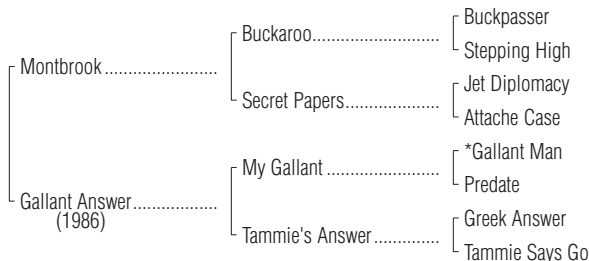 Buckpasser
Buckaroo......................
Stepping High
Montbrook ....................
Jet Diplomacy
Secret Papers................
Attache Case
*Gallant Man
My Gallant ...................
Predate
Gallant Answer...............
(1986)
Greek Answer
Tammie's Answer.............
Tammie Says Go